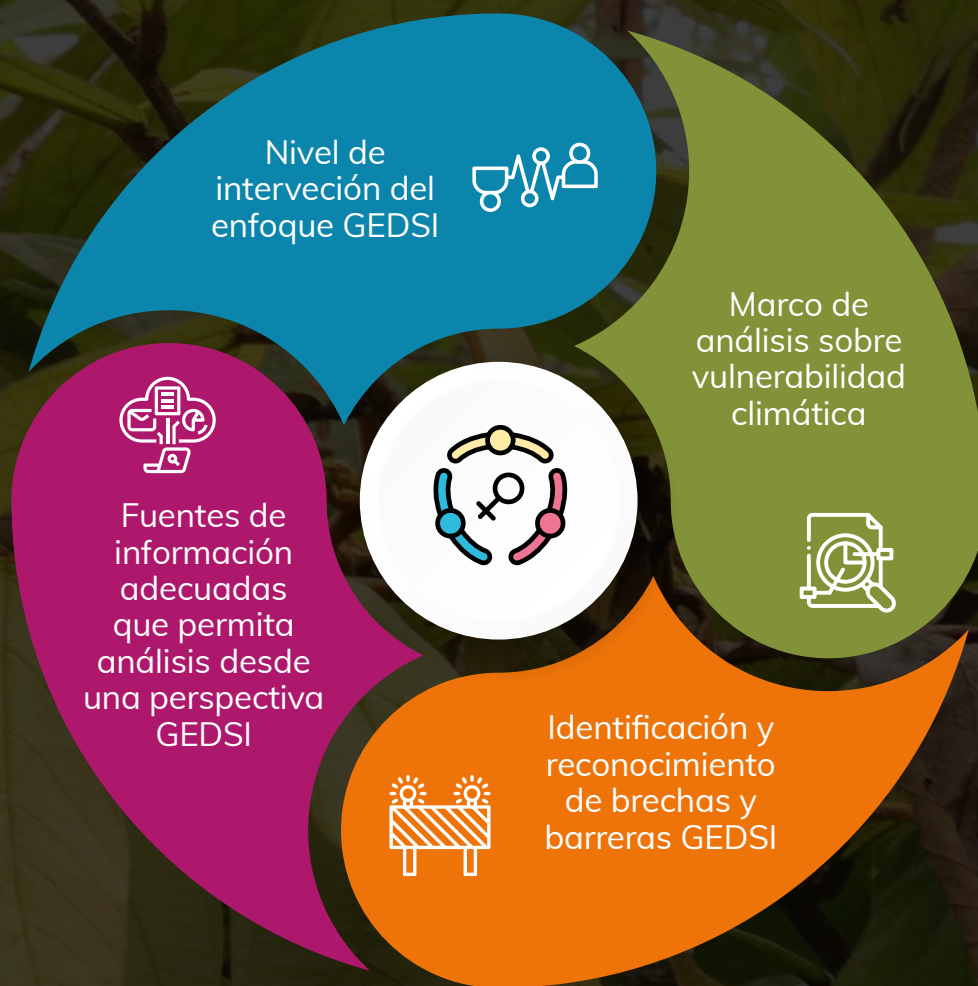 Nivel de
interveción del
enfoque GEDSI
Marco de
análisis sobre
vulnerabilidad
climática
Identificación y
reconocimiento
de brechas y
barreras GEDSI
Fuentes de
información
adecuadas
que permita
análisis desde
una perspectiva
GEDSI